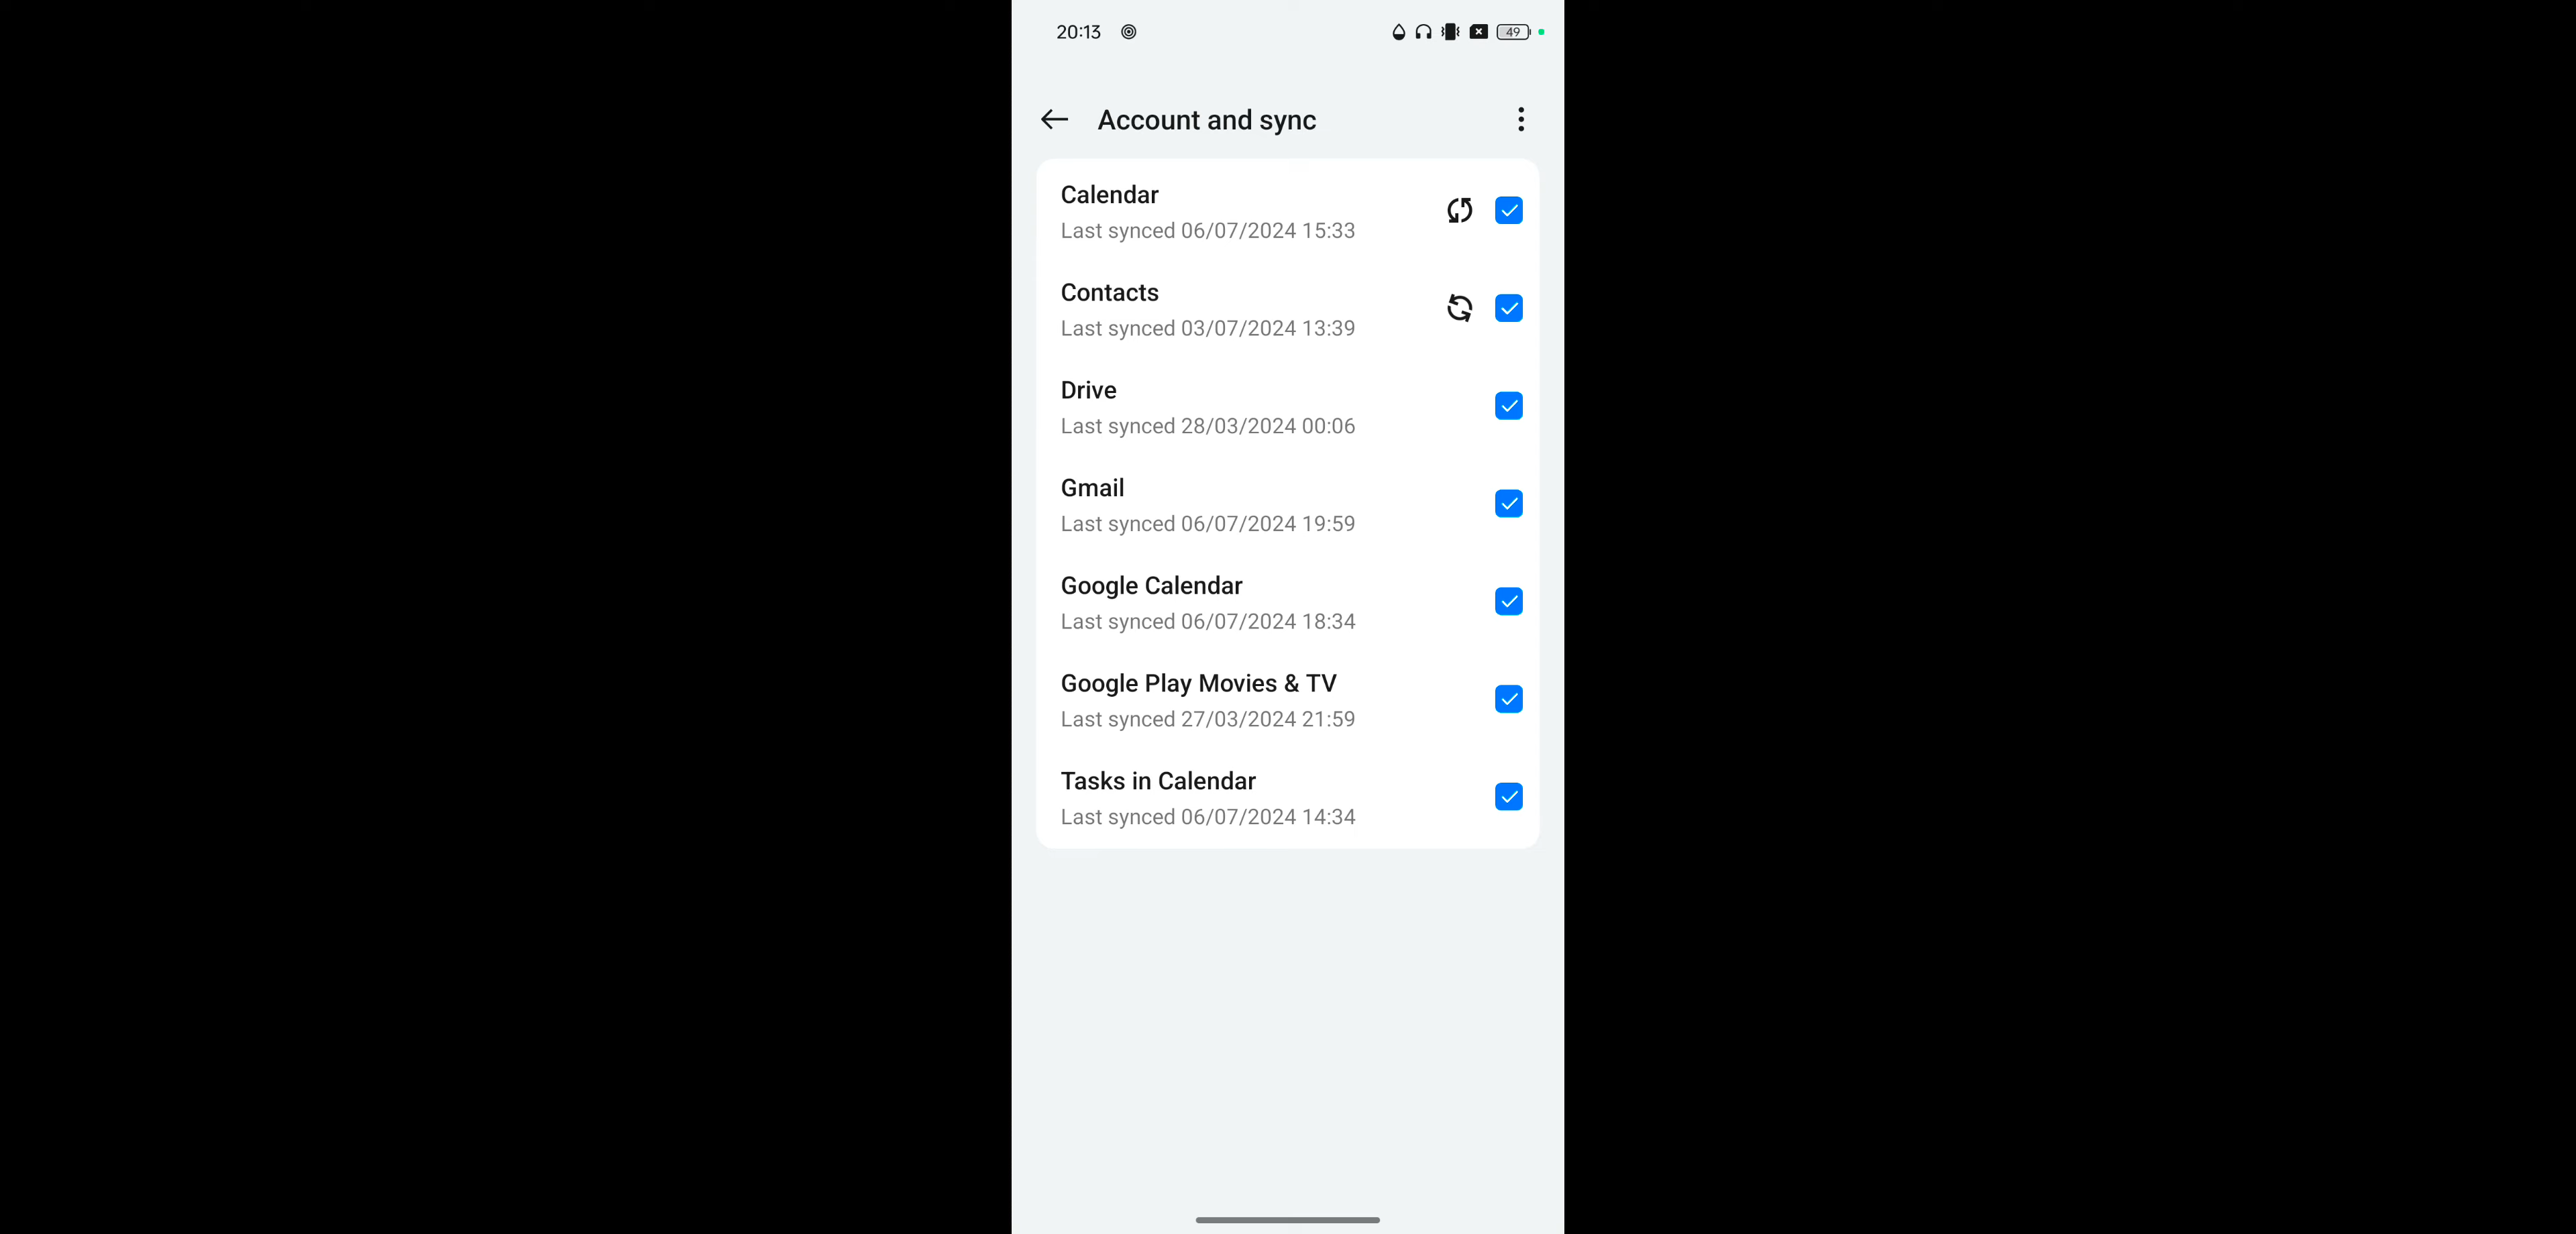 20:13 49
Account and sync
Calendar
Last synced 06/07/2024 15:33
Contacts
Last synced 03/07/2024 13:39
Drive
Last synced 28/03/2024 00:06
Gmail
Last synced 06/07/2024 19:59
Google Calendar
Last synced 06/07/2024 18:34
Google Play Movies & TV
Last synced 27/03/2024 21:59
Tasks in Calendar
Last synced 06/07/2024 14:34